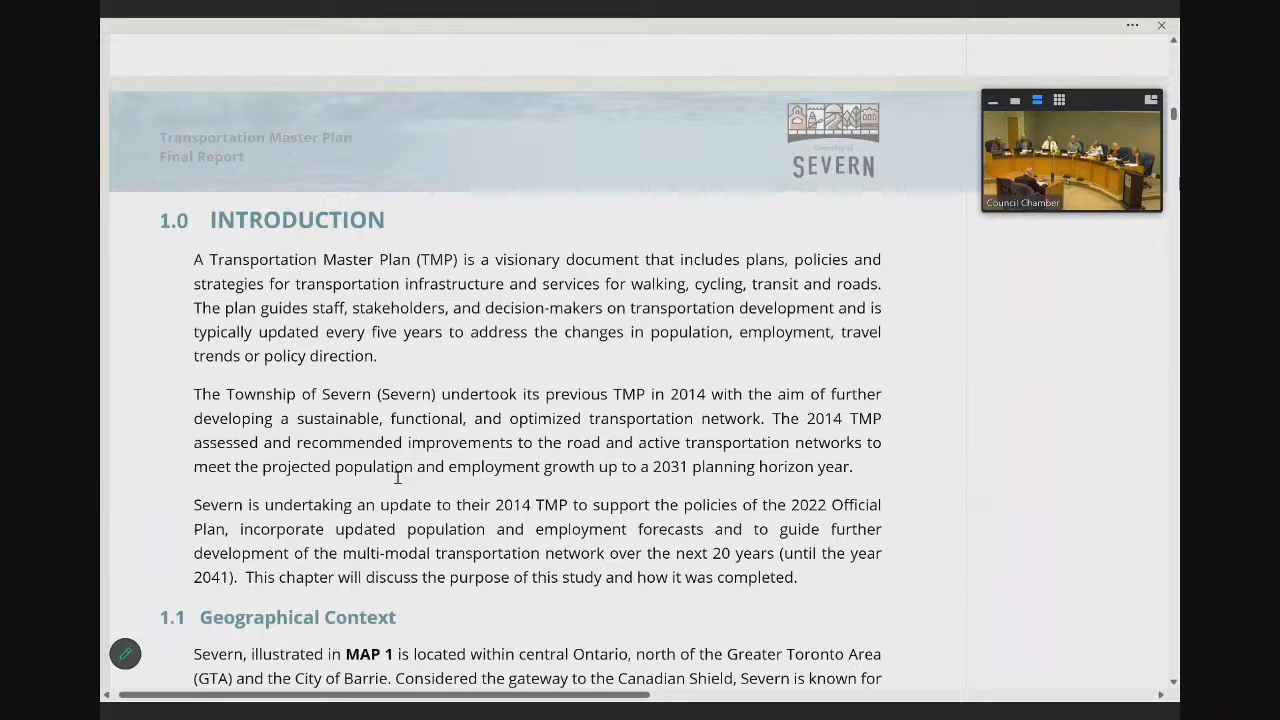 Transportation Master Plan
Final Report
Township of
SEVERN
Council Chamber
1.0 INTRODUCTION
A Transportation Master Plan (TMP) is a visionary document that includes plans, policies and
strategies for transportation infrastructure and services for walking, cycling, transit and roads.
The plan guides staff, stakeholders, and decision-makers on transportation development and is
typically updated every five years to address the changes in population, employment, travel
trends or policy direction.
The Township of Severn (Severn) undertook its previous TMP in 2014 with the aim of further
developing a sustainable, functional, and optimized transportation network. The 2014 TMP
assessed and recommended improvements to the road and active transportation networks to
meet the projected population and employment growth up to a 2031 planning horizon year.
Severn is undertaking an update to their 2014 TMP to support the policies of the 2022 Official
Plan, incorporate updated population and employment forecasts and to guide further
development of the multi-modal transportation network over the next 20 years (until the year
2041). This chapter will discuss the purpose of this study and how it was completed.
1.1 Geographical Context
Severn, illustrated in MAP 1 is located within central Ontario, north of the Greater Toronto Area
(GTA) and the City of Barrie. Considered the gateway to the Canadian Shield, Severn is known for